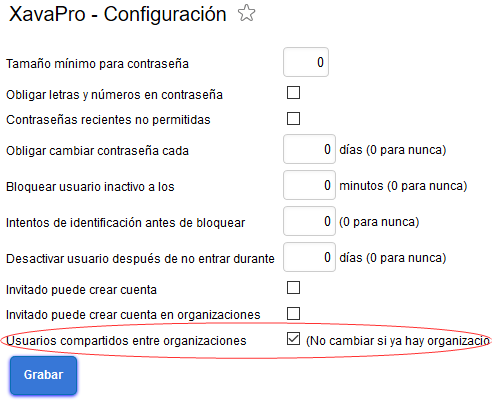 XavaPro - Configuración
Tamaño mínimo para contraseña 0
Obligar letras y números en contraseña
Contraseñas recientes no permitidas
Obligar cambiar contraseña cada 0 días (0 para nunca)
Bloquear usuario inactivo a los 0 minutos (0 para nunca)
Intentos de identificación antes de bloquear 0 (0 para nunca)
Desactivar usuario después de no entrar durante 0 días (0 para nunca)
Invitado puede crear cuenta
Invitado puede crear cuenta en organizaciones
Usuarios compartidos entre organizaciones (No cambiar si ya hay organizacio
Grabar